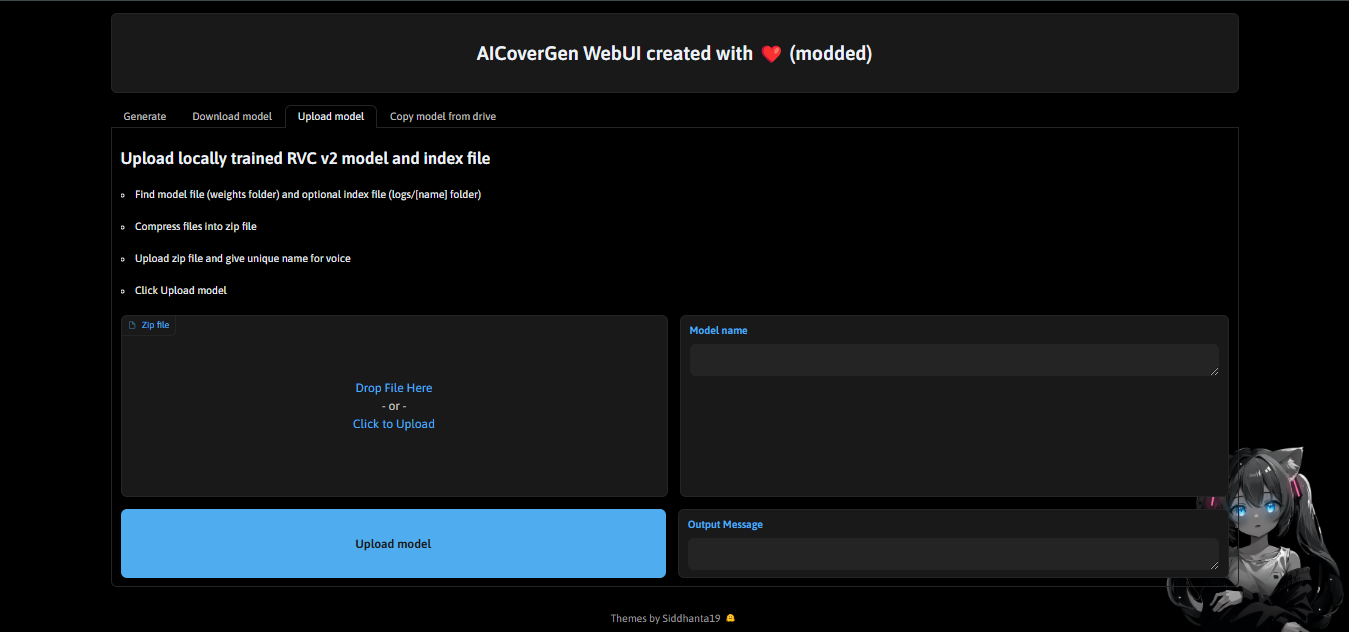 AICoverGen WebUI created with ❤️ (modded)
Generate
Download model
Upload model
Copy model from drive
Upload locally trained RVC v2 model and index file
Find model file (weights folder) and optional index file (logs/[name] folder)
Compress files into zip file
Upload zip file and give unique name for voice
Click Upload model
Zip file
Drop File Here
- or -
Click to Upload
Model name
Upload model
Output Message
Themes by Siddhanta19 🤗